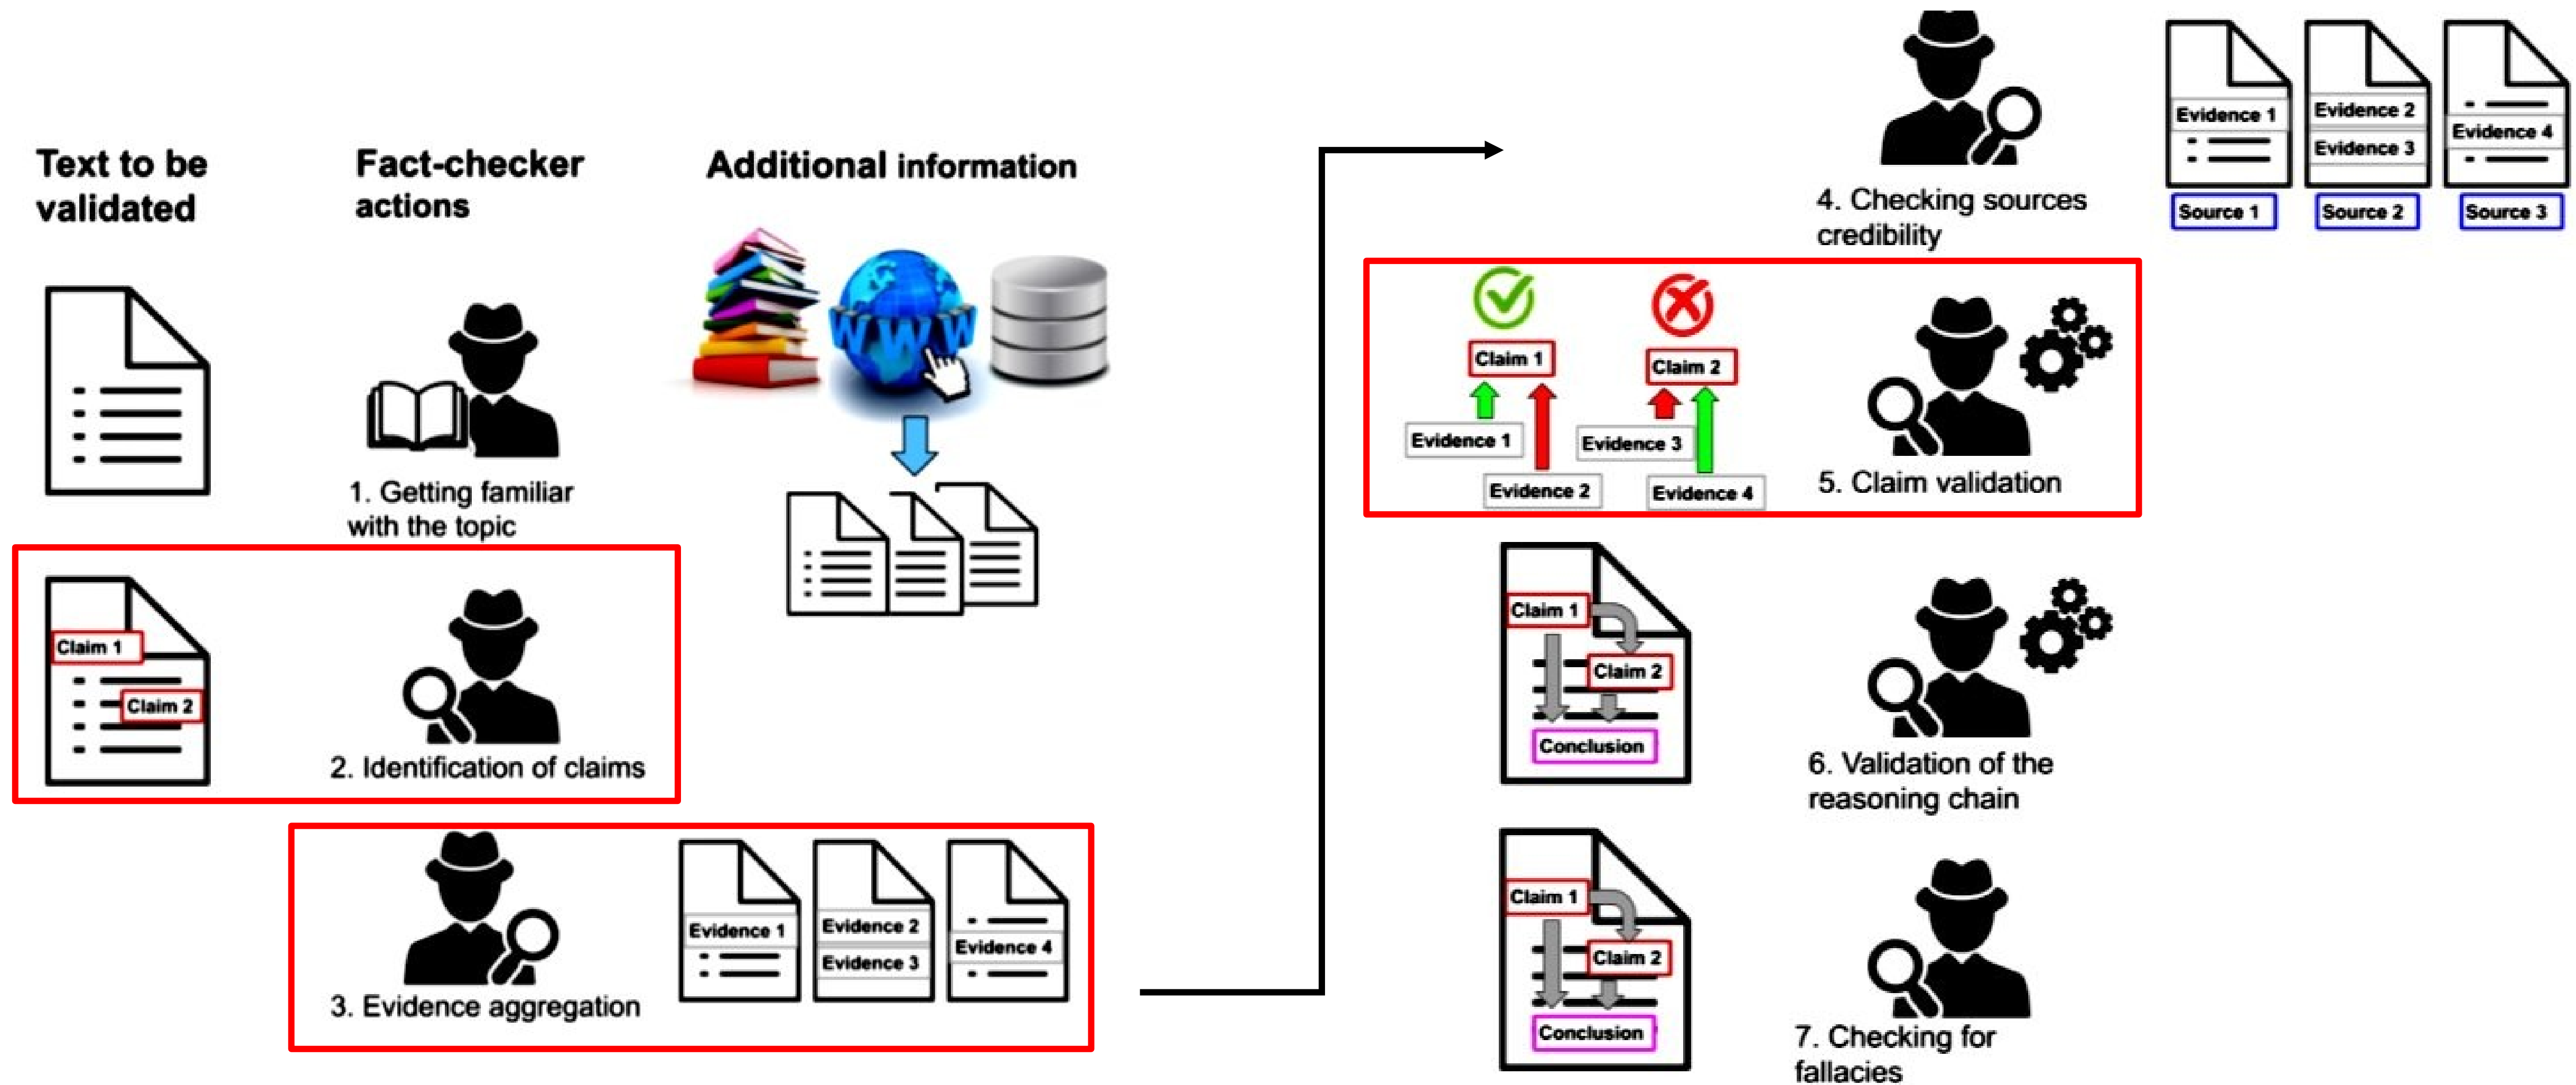 Text to be
validated
Fact-checker
actions
Additional information
WWW
1. Getting familiar
with the topic
Claim 1
Claim 2
2. Identification of claims
3. Evidence aggregation
Evidence 1
Evidence 2
Evidence 3
Evidence 4
4. Checking sources
credibility
Evidence 1
Evidence 2
Evidence 3
Evidence 4
Source 1
Source 2
Source 3
Claim 1
Claim 2
Evidence 1
Evidence 3
Evidence 2
Evidence 4
5. Claim validation
Claim 1
Claim 2
Conclusion
6. Validation of the
reasoning chain
Claim 1
Claim 2
Conclusion
7. Checking for
fallacies